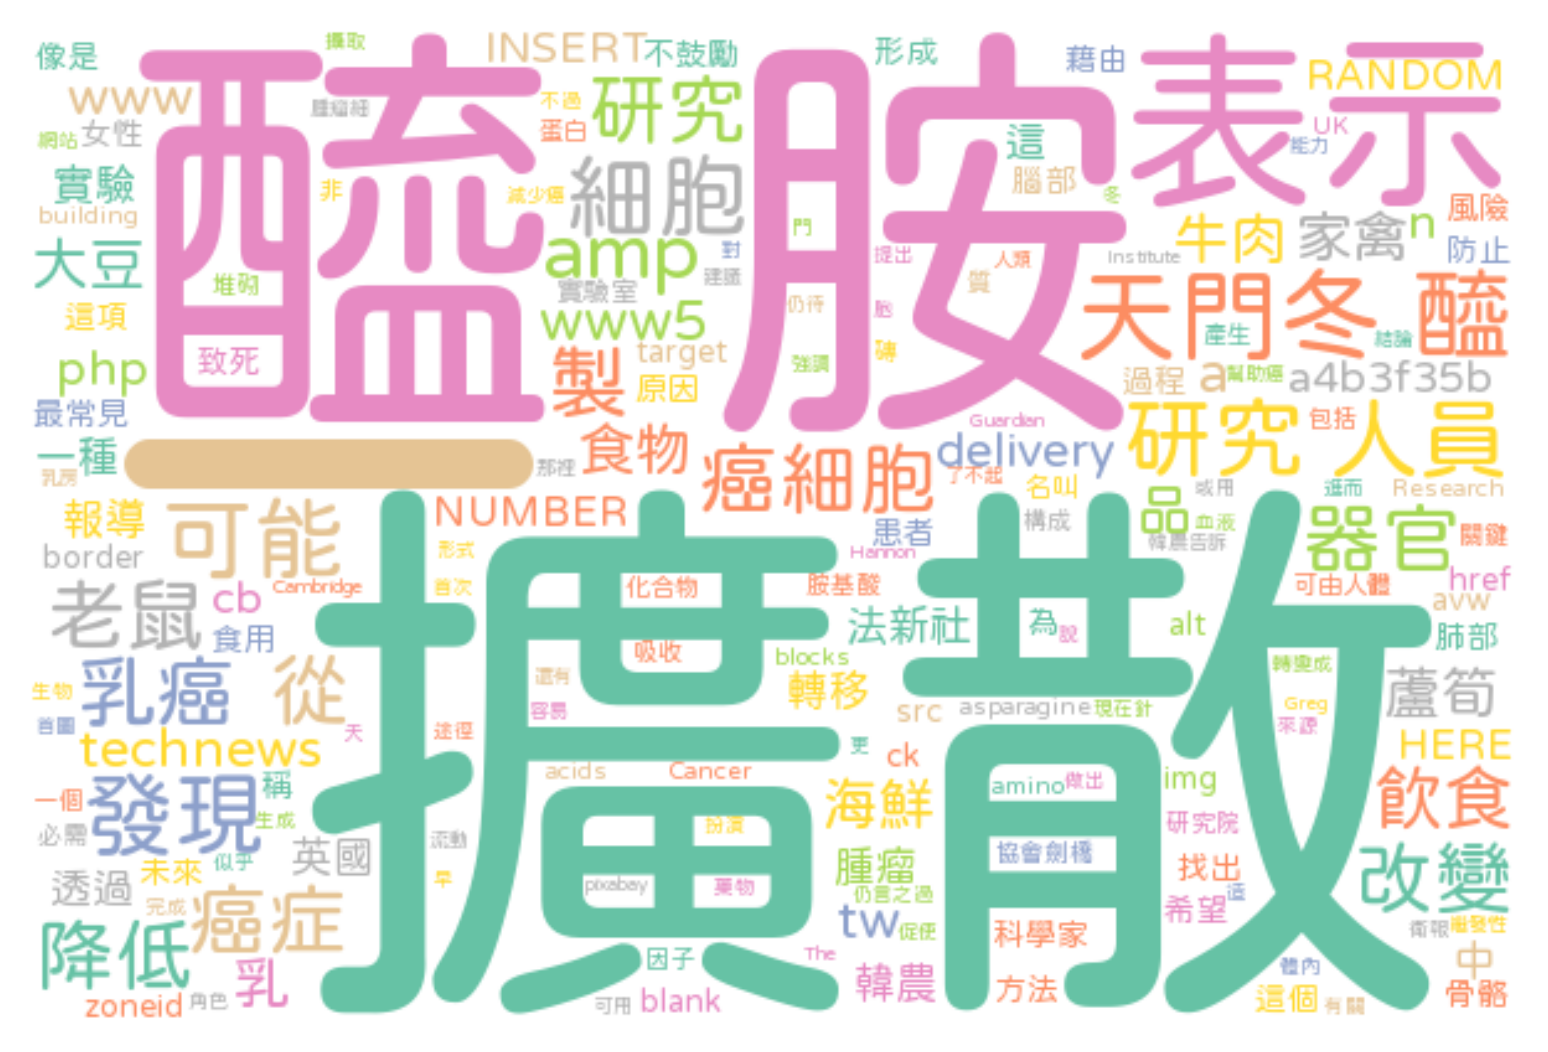 像是
攝取
INSERT
不鼓勵
形成
藉由
表示
RANDOM
www
腫瘤細
不過
研究
醯胺
網站
女性
蛋白
這
UK
能力
實驗
非
減少癌
細胞
腦部
冬
風險
building
門
牛肉
家禽
n
大豆
amp
對
提出
人類
Institute
防止
堆砌
實驗室
建議
質
天門冬
醯
這項
www5
仍待
胞
產生
結論
php
致死
製
target
強調
磚
過程
a
幫助癌
a4b3f35b
原因
最常見
Guardian
研究
人員
包括
一種
乳房
那裡
食物
癌細胞
delivery
了不起
名叫
品
或用
進而
Research
報導
可能
NUMBER
患者
構成
血液
韓農告訴
器官
關鍵
border
形式
擴散
Hannon
老鼠
cb
Cambridge
首次
化合物
胺基酸
可由人體
href
avw
食用
吸收
法新社
為
說
alt
肺部
生物
乳癌
從
還有
blocks
轉移
轉變成
蘆筍
首圖
容易
src
asparagine
現在針
Greg
來源
technews
天
途徑
更
ck
HERE
acids
Cancer
一個
發現
稱
生成
海鮮
amino
做出
img
飲食
必需
英國
流動
扮演
研究院
透過
未來
似乎
早
pixabay
藥物
腫瘤
協會劍橋
找出
改變
完成
癌症
仍言之過
希望
造
降低
乳
tw
促使
科學家
衛報
繼發性
因子
The
體內
中
zoneid
角色
可用
blank
韓農
方法
這個
有關
骨骼